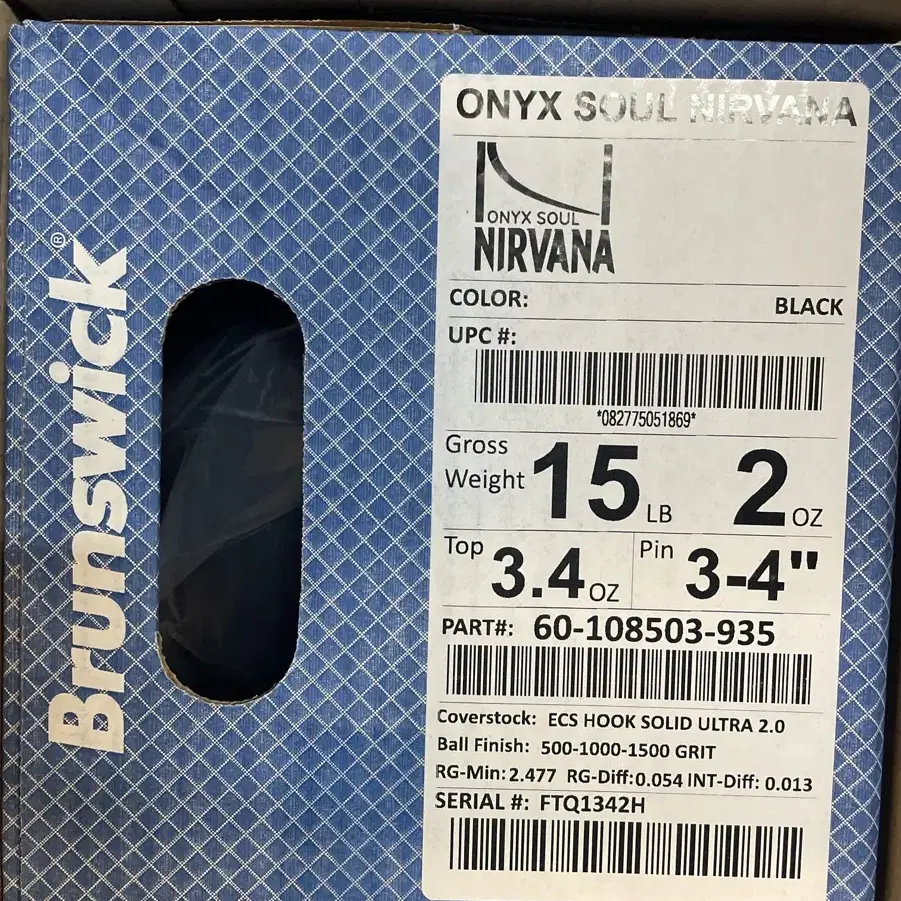 Brunswick®
ONYX SOUL NIRVANA
ONYX SOUL
NIRVANA
COLOR: BLACK
UPC #:
*082775051869*
Gross Weight 15 LB 2 OZ
Top 3.4 OZ Pin 3-4"
PART#: 60-108503-935
Coverstock: ECS HOOK SOLID ULTRA 2.0
Ball Finish: 500-1000-1500 GRIT
RG-Min: 2.477 RG-Diff: 0.054 INT-Diff: 0.013
SERIAL #: FTQ1342H